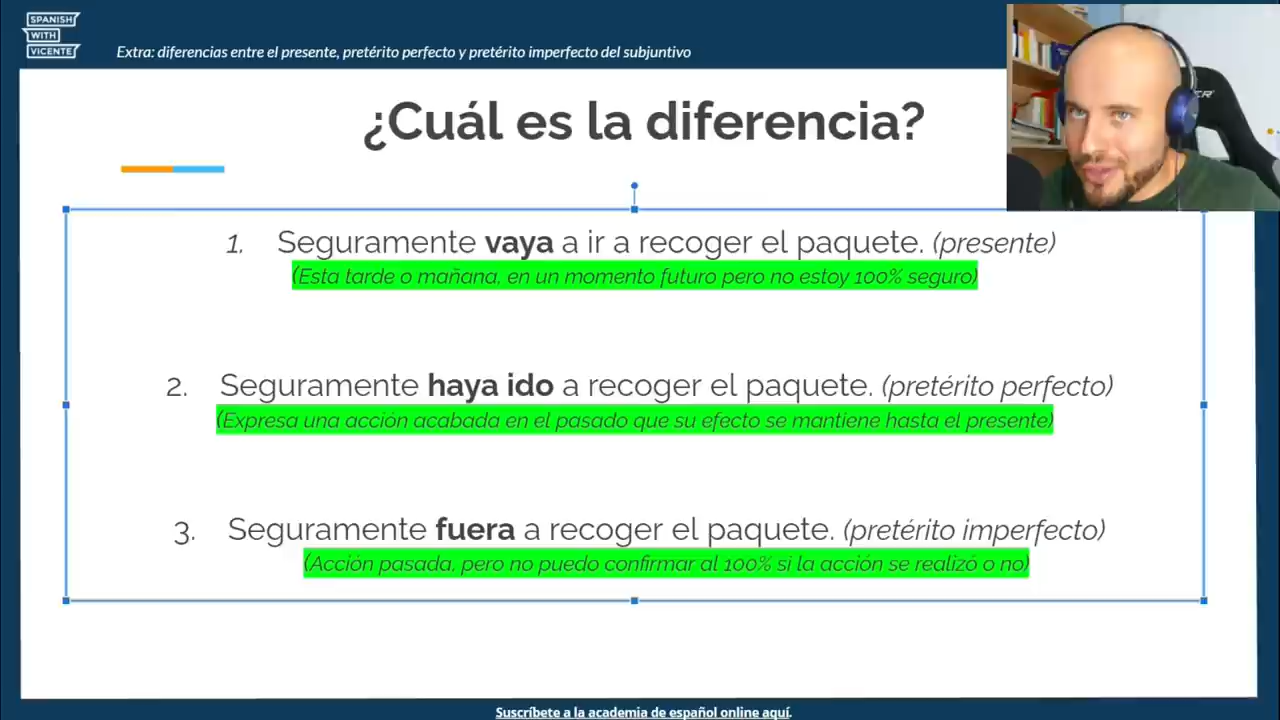 SPANISH
WITH
VICENTE
Extra: diferencias entre el presente, pretérito perfecto y pretérito imperfecto del subjuntivo
¿Cuál es la diferencia?
1. Seguramente vaya a ir a recoger el paquete. (presente)
(Esta tarde o mañana, en un momento futuro pero no estoy 100% seguro)
2. Seguramente haya ido a recoger el paquete. (pretérito perfecto)
(Expresa una acción acabada en el pasado que su efecto se mantiene hasta el presente)
3. Seguramente fuera a recoger el paquete. (pretérito imperfecto)
(Acción pasada, pero no puedo confirmar al 100% si la acción se realizó o no)
Suscríbete a la academia de español online aquí.